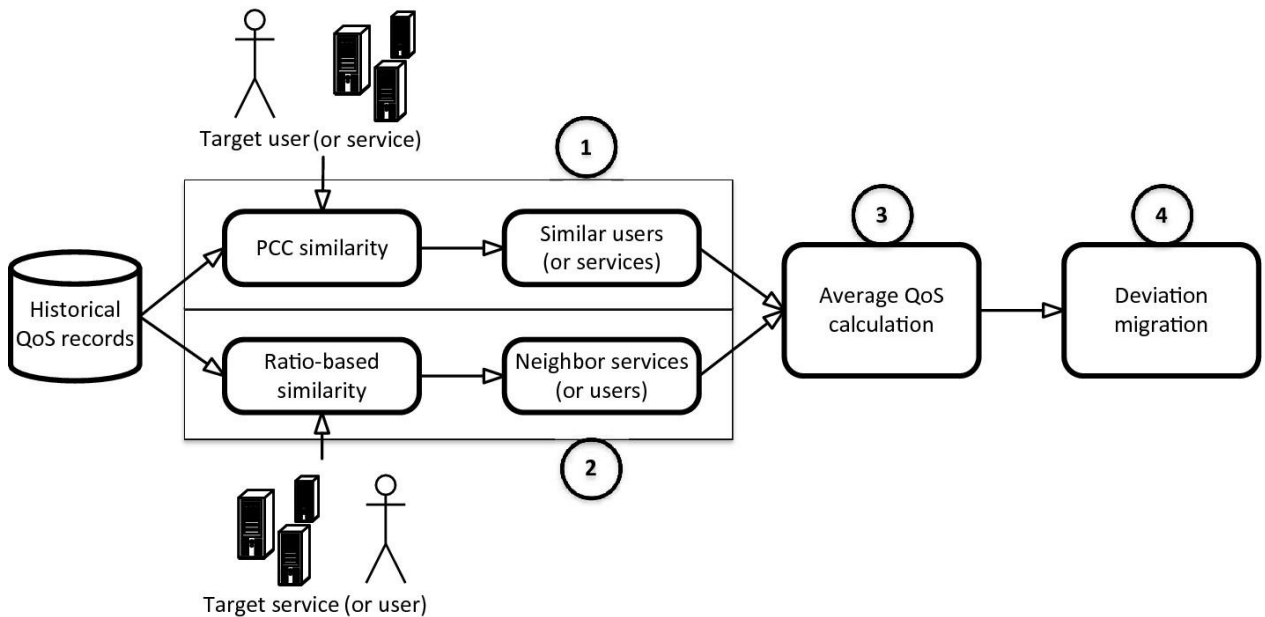 Target user (or service)
1
3
4
PCC similarity
Similar users
(or services)
Historical
QoS records
Average QoS
calculation
Deviation
migration
Ratio-based
similarity
Neighbor services
(or users)
2
Target service (or user)